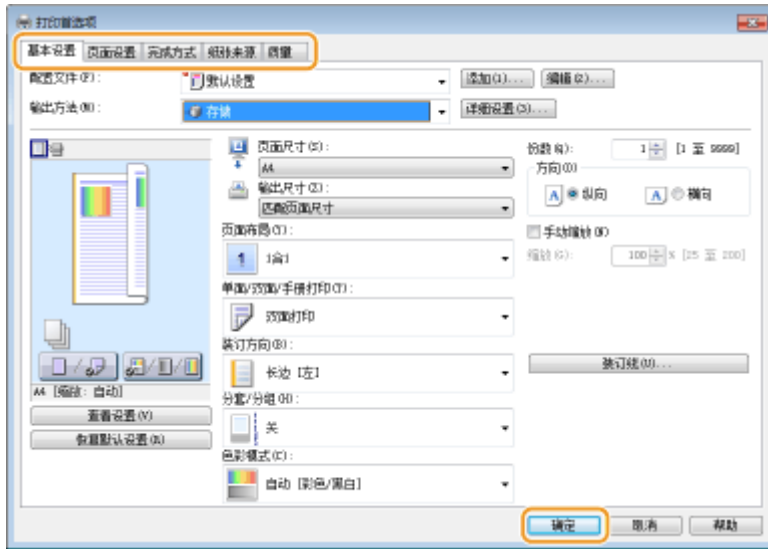 打印首选项
基本设置 页面设置 完成方式 纸张来源 质量
配置文件(F): 默认设置 添加(1)... 编辑(2)...
输出方法(M): 存储 详细设置(3)...
页面尺寸(S): 份数(Q): 1 [1 至 9999]
A4 方向(O)
输出尺寸(Z): A 纵向 A 横向
匹配页面尺寸
页面布局(Y): 手动缩放(W)
1 1合1 缩放(G): 100 % [25 至 200]
单面/双面/手册打印(T):
双面打印
装订方向(B):
长边 [左] 装订线(U)...
A4 [缩放: 自动]
分套/分组(H):
查看设置(V) 关
恢复默认设置(R)
色彩模式(C):
自动 [彩色/黑白]
确定 取消 帮助